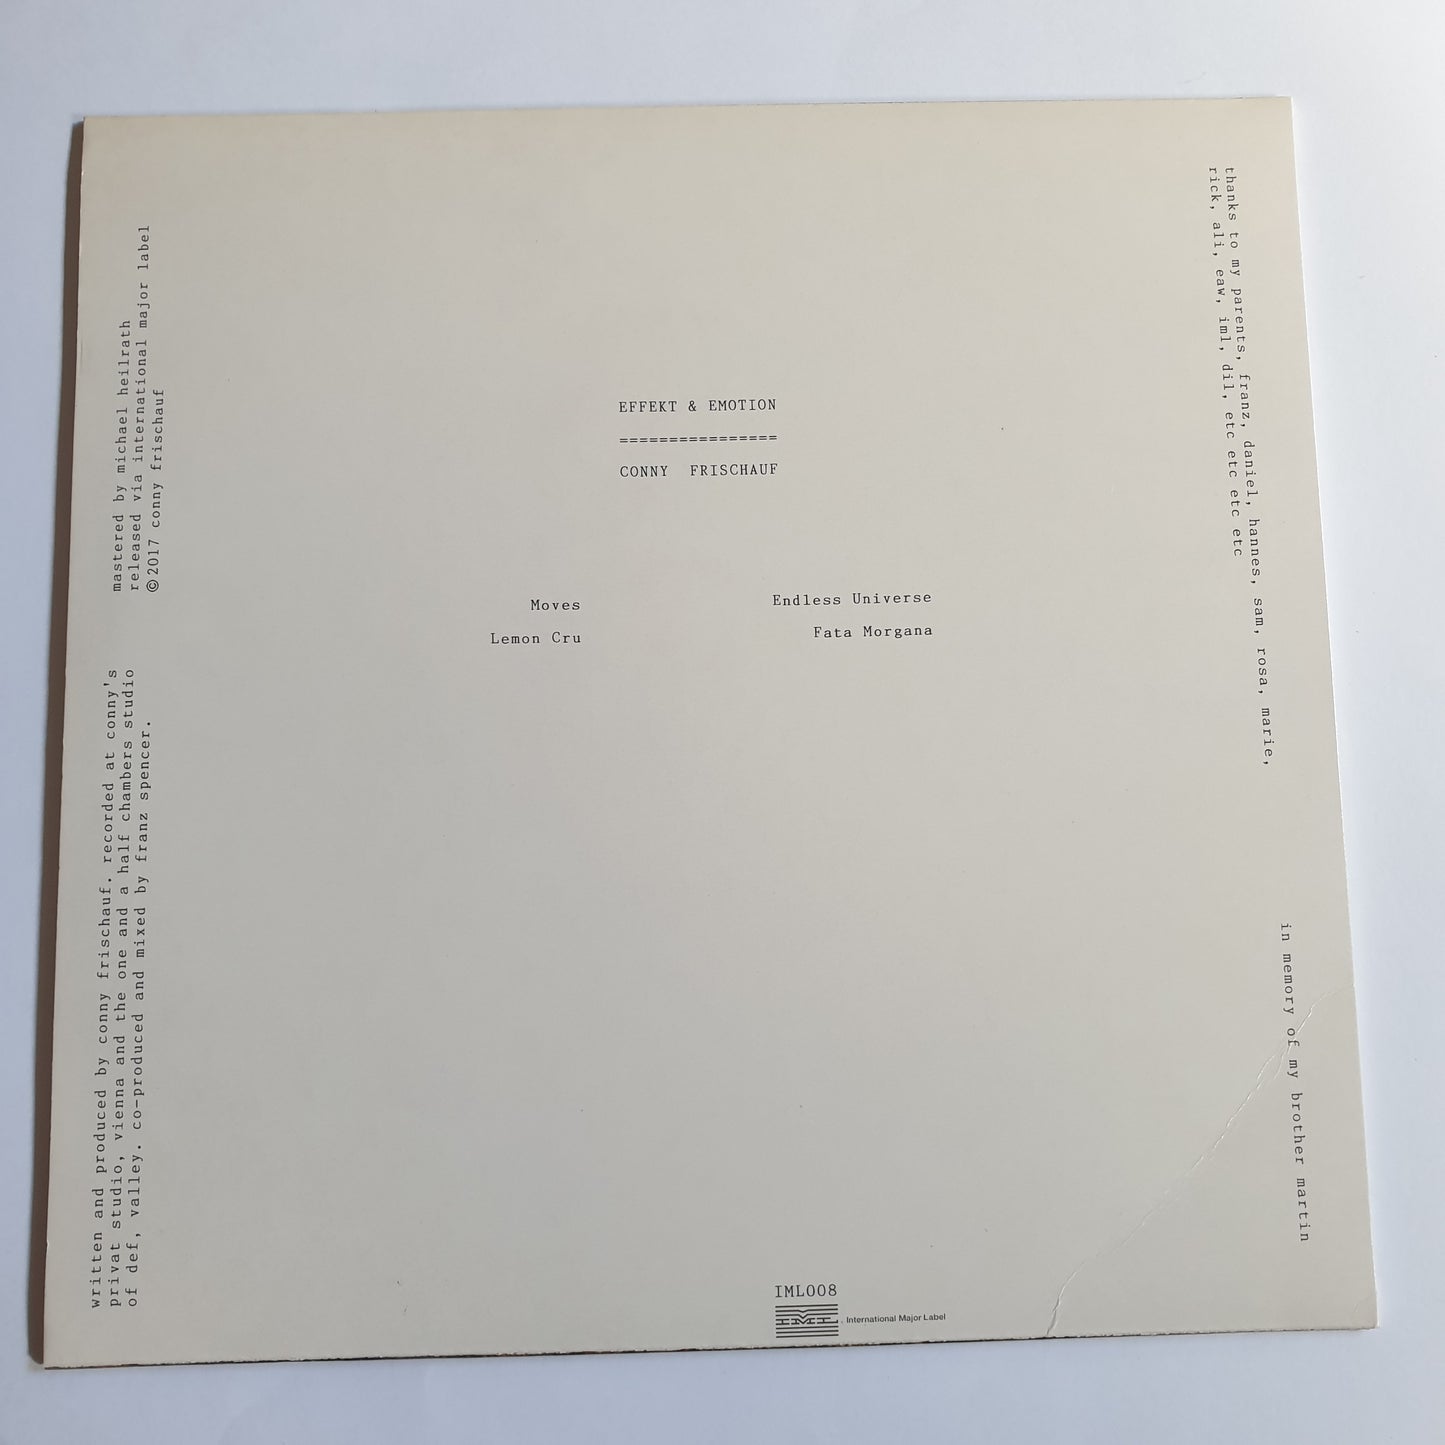 EFFEKT & EMOTION
================
CONNY FRISCHAUF
Moves
Lemon Cru
Endless Universe
Fata Morgana
mastered by michael heilrath
released via international major label
©2017 conny frischauf
written and produced by conny frischauf. recorded at conny's
privat studio, vienna and the one and a half chambers studio
of def, valley. co-produced and mixed by franz spencer.
thanks to my parents, franz, daniel, hannes, sam, rosa, marie,
rick, ali, eaw, iml, dil, etc etc etc etc
in memory of my brother martin
IML008
IML. International Major Label